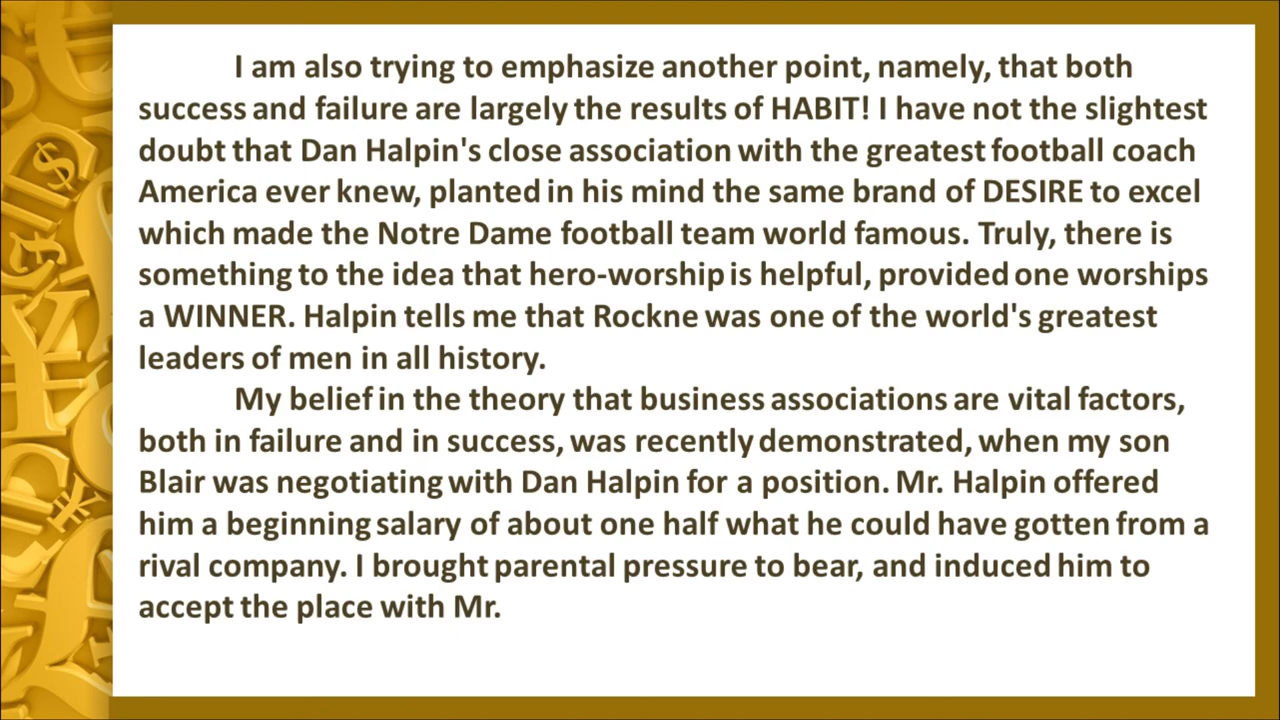 I am also trying to emphasize another point, namely, that both
success and failure are largely the results of HABIT! I have not the slightest
doubt that Dan Halpin's close association with the greatest football coach
America ever knew, planted in his mind the same brand of DESIRE to excel
which made the Notre Dame football team world famous. Truly, there is
something to the idea that hero-worship is helpful, provided one worships
a WINNER. Halpin tells me that Rockne was one of the world's greatest
leaders of men in all history.
My belief in the theory that business associations are vital factors,
both in failure and in success, was recently demonstrated, when my son
Blair was negotiating with Dan Halpin for a position. Mr. Halpin offered
him a beginning salary of about one half what he could have gotten from a
rival company. I brought parental pressure to bear, and induced him to
accept the place with Mr.